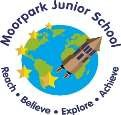 Moorpark Junior School
Reach • Believe • Explore • Achieve